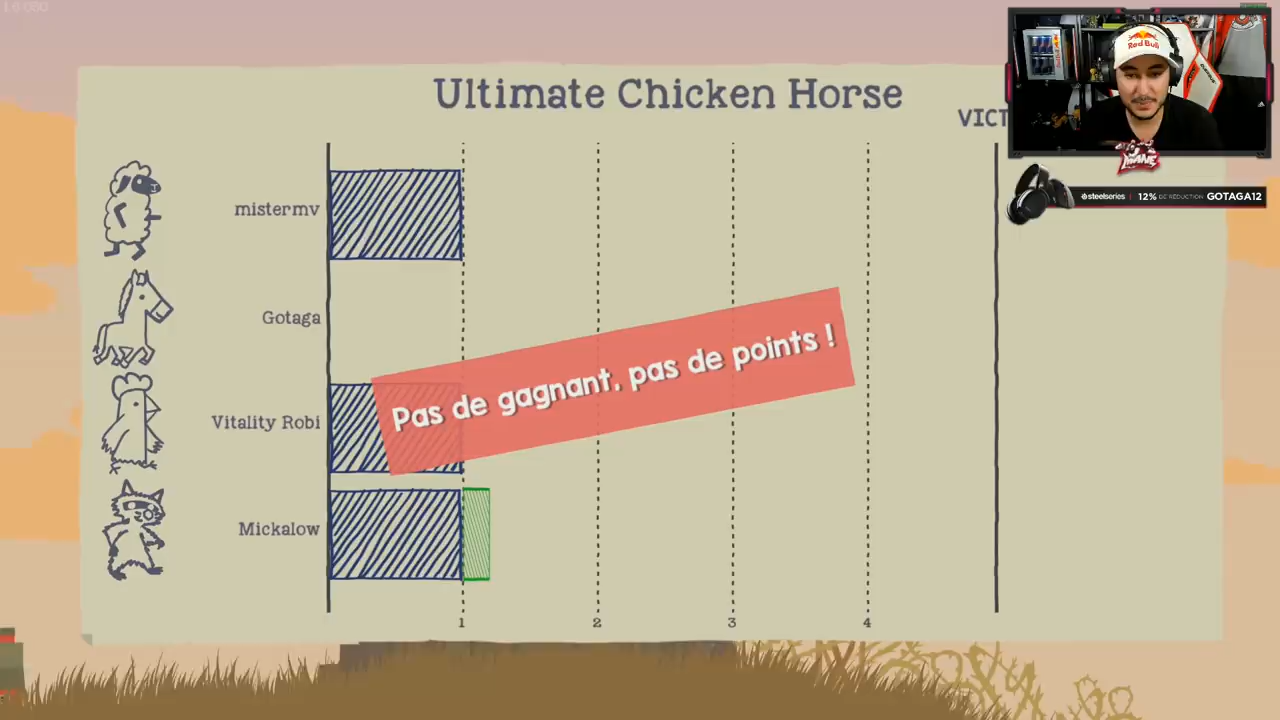 Ultimate Chicken Horse
VICT
Red Bull
MANE
steelseries | 12% DE RÉDUCTION GOTAGA12
mistermv
Gotaga
Pas de gagnant, pas de points !
Vitality Robi
Mickalow
1 2 3 4